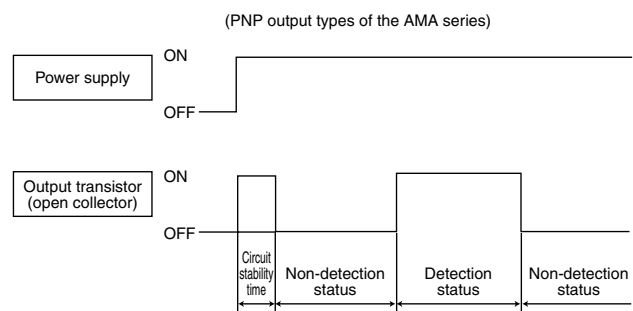 (PNP output types of the AMA series)
ON
Power supply
OFF
ON
Output transistor
(open collector)
OFF
Circuit
stability
time
Non-detection
status
Detection
status
Non-detection
status